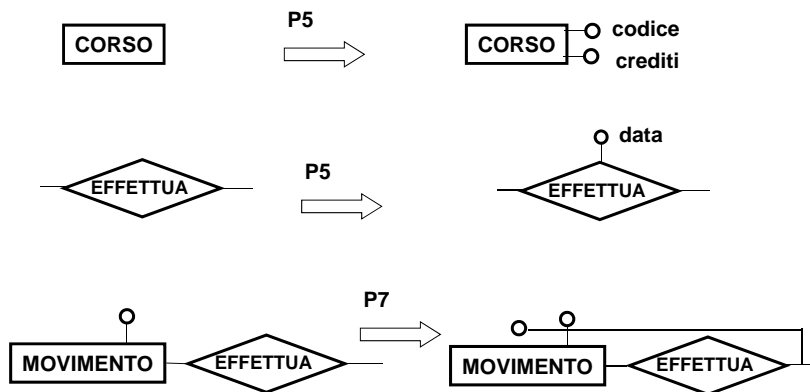 P5
CORSO
CORSO
codice
crediti
P5
EFFETTUA
data
EFFETTUA
P7
MOVIMENTO
EFFETTUA
MOVIMENTO
EFFETTUA